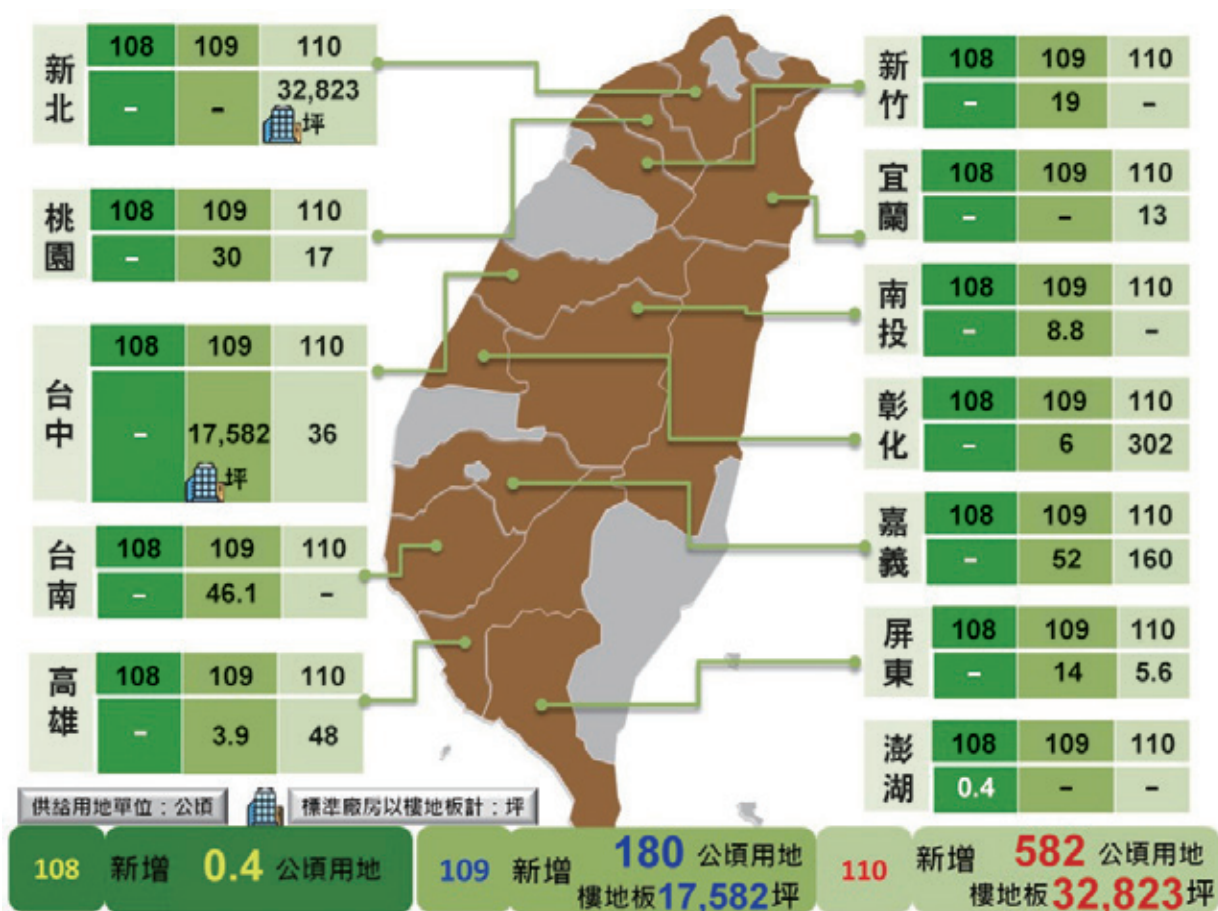 新北
108 109 110
– – 32,823坪
桃園
108 109 110
– 30 17
台中
108 109 110
– 17,582坪 36
台南
108 109 110
– 46.1 –
高雄
108 109 110
– 3.9 48
新竹
108 109 110
– 19 –
宜蘭
108 109 110
– – 13
南投
108 109 110
– 8.8 –
彰化
108 109 110
– 6 302
嘉義
108 109 110
– 52 160
屏東
108 109 110
– 14 5.6
澎湖
108 109 110
0.4 – –
供給用地單位：公頃
標準廠房以樓地板計：坪
108 新增 0.4 公頃用地
109 新增 180 公頃用地
樓地板17,582坪
110 新增 582 公頃用地
樓地板32,823坪